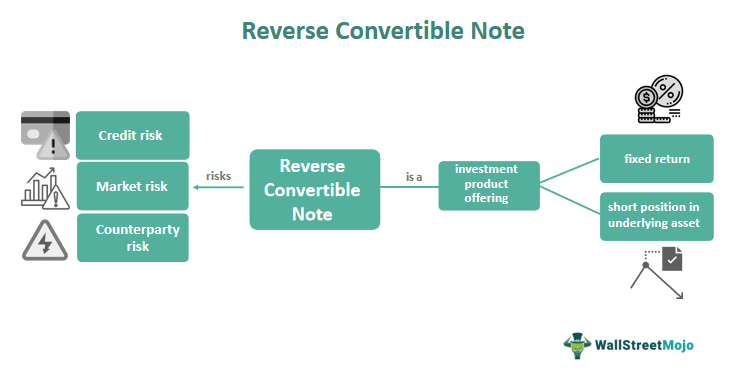 Reverse Convertible Note
Credit risk
Market risk
Counterparty
risk
risks
Reverse
Convertible
Note
is a
investment
product
offering
fixed return
short position in
underlying asset
WallStreetMojo